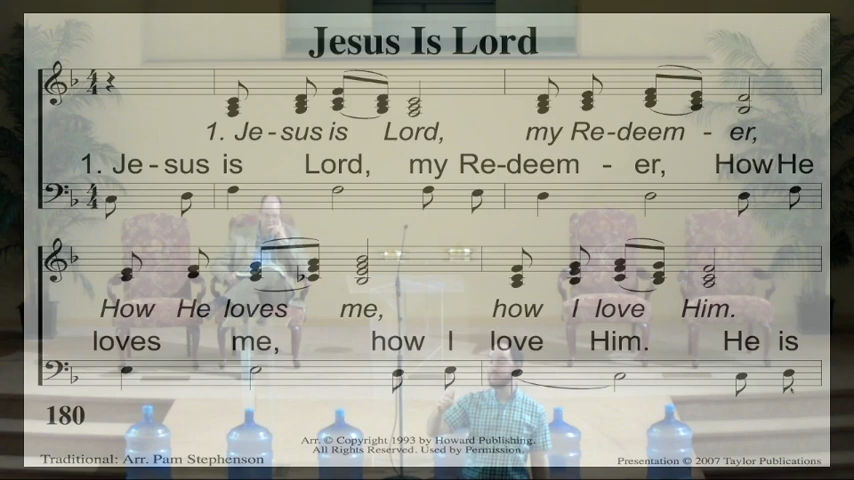 Jesus Is Lord
1. Je-sus is Lord, my Re-deem - er,
1. Je-sus is Lord, my Re-deem - er, How He
How He loves me, how I love Him.
loves me, how I love Him. He is
180
Arr. © Copyright 1993 by Howard Publishing.
All Rights Reserved. Used by Permission.
Traditional: Arr. Pam Stephenson
Presentation © 2007 Taylor Publications